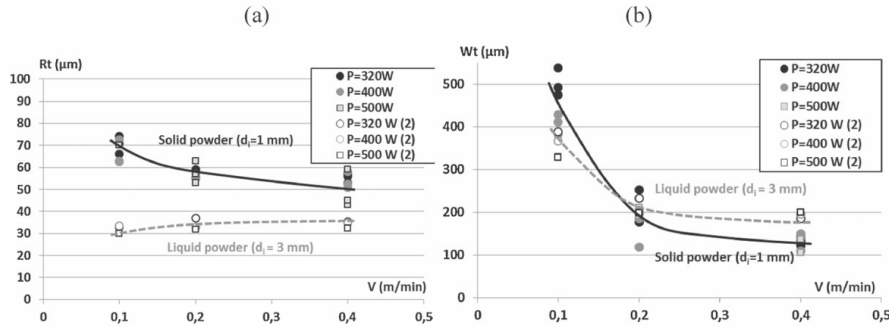 (a)
Rt (μm)
100
90
80
70
60
50
40
30
20
10
0
0
0,1
0,2
0,3
0,4
0,5
V (m/min)
P=320W
P=400W
P=500W
P=320 W (2)
P=400 W (2)
P=500 W (2)
Solid powder (di=1 mm)
Liquid powder (di = 3 mm)
(b)
Wt (μm)
500
400
300
200
100
0
0
0,1
0,2
0,3
0,4
0,5
V (m/min)
P=320W
P=400W
P=500W
P=320 W (2)
P=400 W (2)
P=500 W (2)
Liquid powder (di = 3 mm)
Solid powder (di=1 mm)